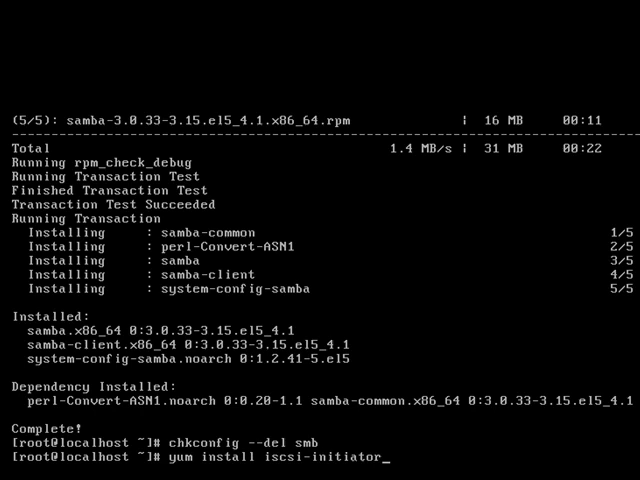 (5/5): samba-3.0.33-3.15.el5_4.1.x86_64.rpm | 16 MB 00:11
--------------------------------------------------------------------------------
Total 1.4 MB/s | 31 MB 00:22
Running rpm_check_debug
Running Transaction Test
Finished Transaction Test
Transaction Test Succeeded
Running Transaction
Installing : samba-common 1/5
Installing : perl-Convert-ASN1 2/5
Installing : samba 3/5
Installing : samba-client 4/5
Installing : system-config-samba 5/5
Installed:
samba.x86_64 0:3.0.33-3.15.el5_4.1
samba-client.x86_64 0:3.0.33-3.15.el5_4.1
system-config-samba.noarch 0:1.2.41-5.el5
Dependency Installed:
perl-Convert-ASN1.noarch 0:0.20-1.1 samba-common.x86_64 0:3.0.33-3.15.el5_4.1
Complete!
[root@localhost ~]# chkconfig --del smb
[root@localhost ~]# yum install iscsi-initiator_